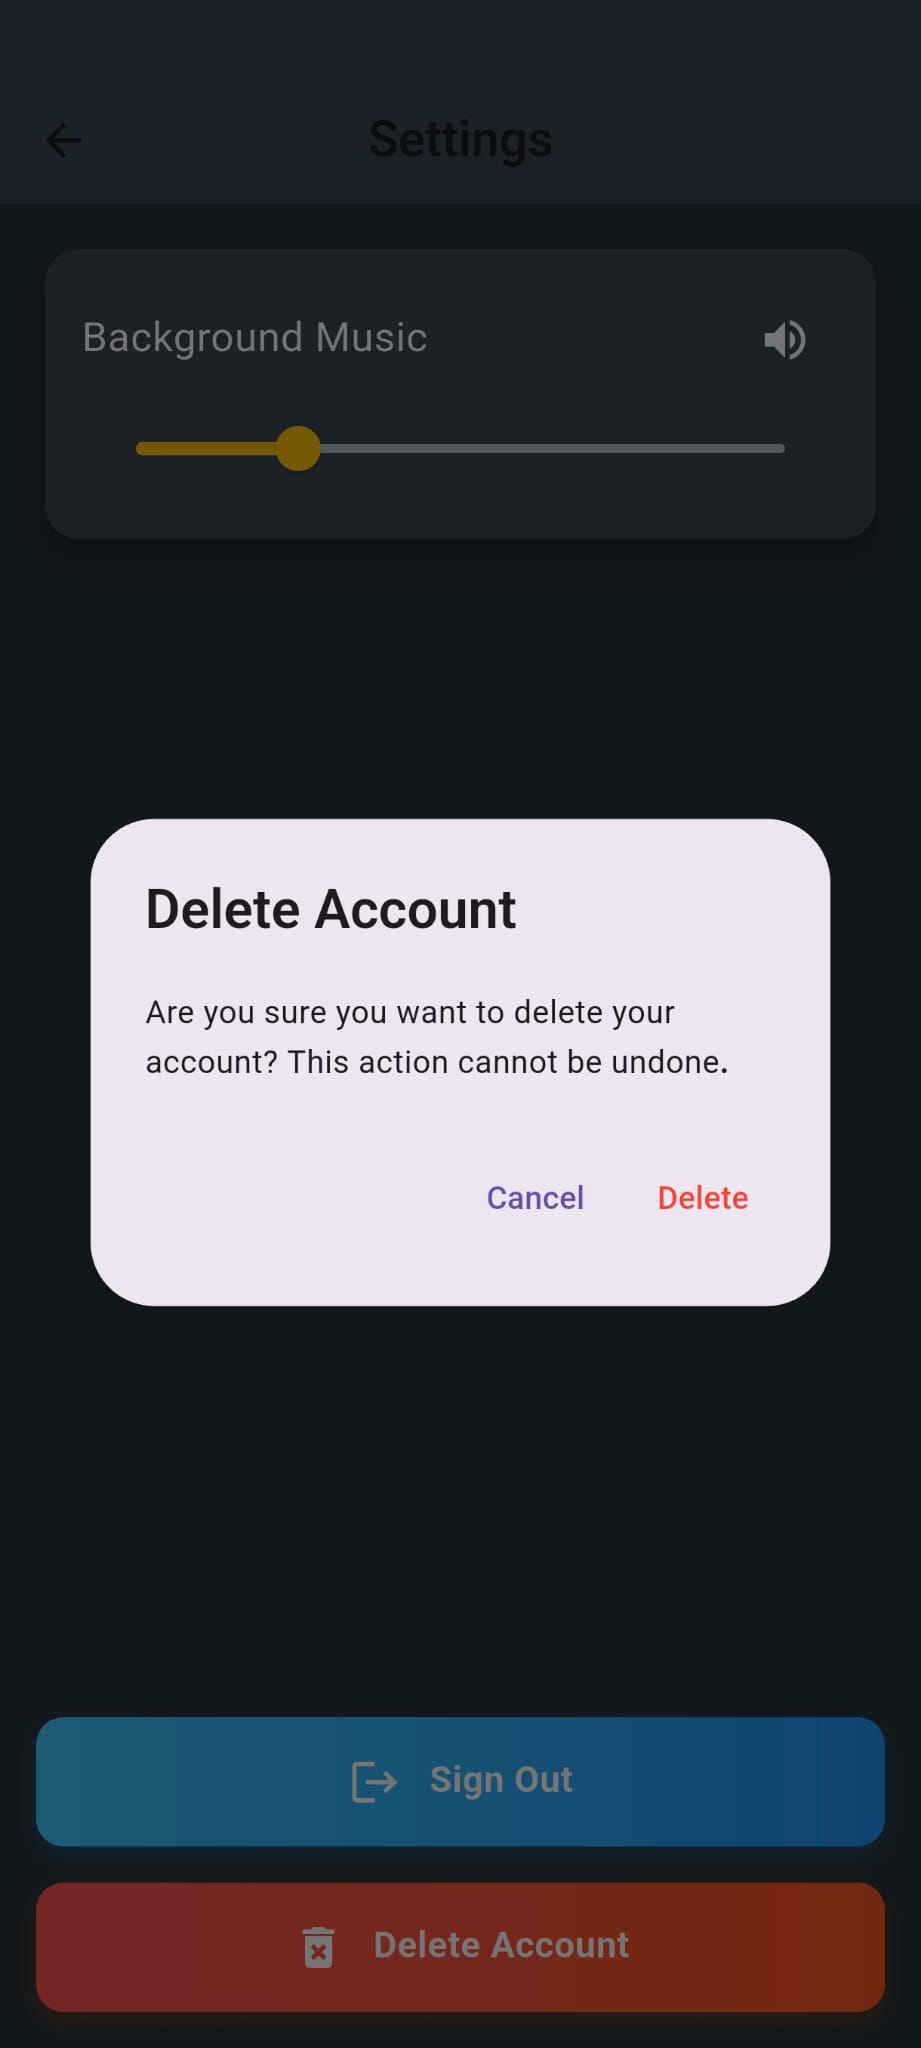 Settings
Background Music
Delete Account
Are you sure you want to delete your
account? This action cannot be undone.
Cancel Delete
Sign Out
Delete Account